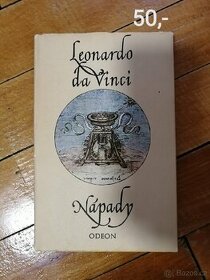 50,-
Leonardo
da Vinci
Nápady
ODEON